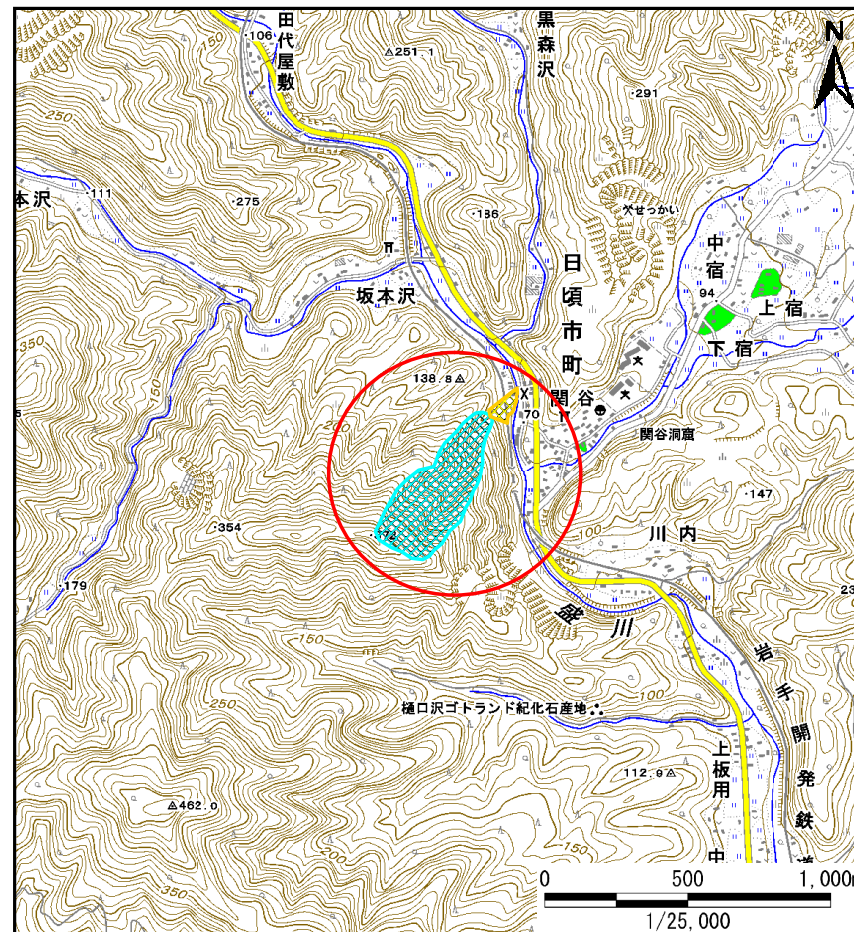 田代屋敷
150
106
251.1
黒森沢
N
291
250
本沢
111
275
186
せっかい
日頃市町
中宿
94
上宿
下宿
坂本沢
350
150
138.8
関谷
70
関谷洞窟
147
100
354
川内
179
盛川
150
250
岩手開発鉄道
100
樋口沢ゴトランド紀化石産地
上板用
112.9
462.0
中
200
150
350
0 500 1,000m
1/25,000